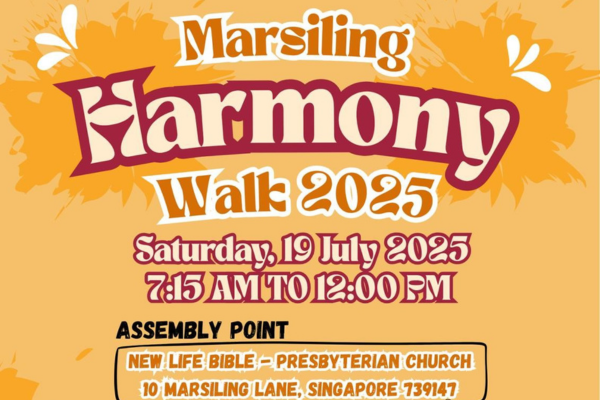 Marsiling
Harmony
Walk 2025
Saturday, 19 July 2025
7:15 AM TO 12:00 PM
ASSEMBLY POINT
NEW LIFE BIBLE - PRESBYTERIAN CHURCH
10 MARSILING LANE, SINGAPORE 739147